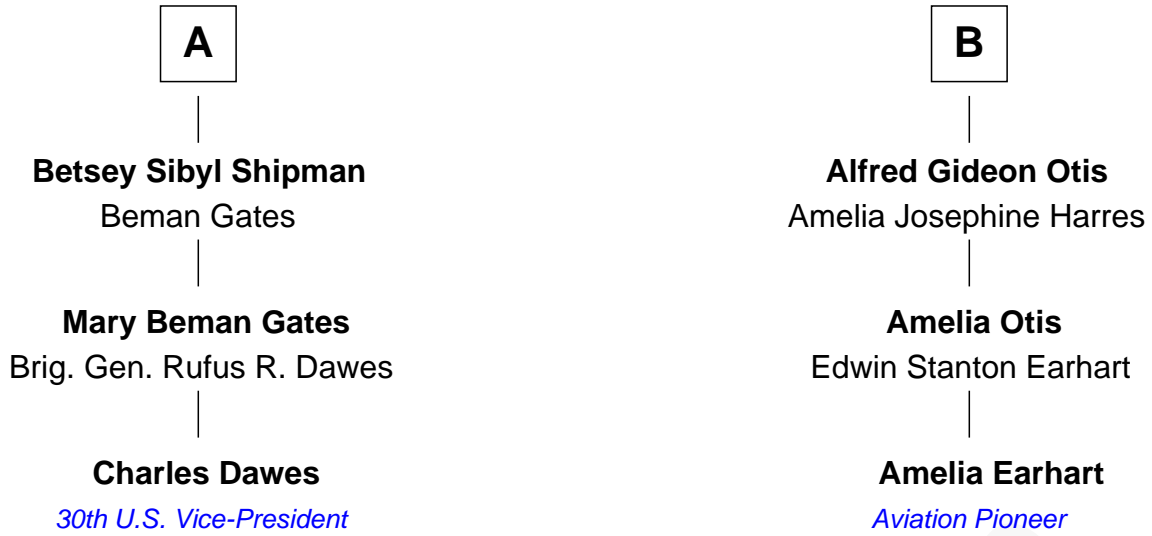 A
Betsey Sibyl Shipman
Beman Gates
Mary Beman Gates
Brig. Gen. Rufus R. Dawes
Charles Dawes
30th U.S. Vice-President
B
Alfred Gideon Otis
Amelia Josephine Harres
Amelia Otis
Edwin Stanton Earhart
Amelia Earhart
Aviation Pioneer